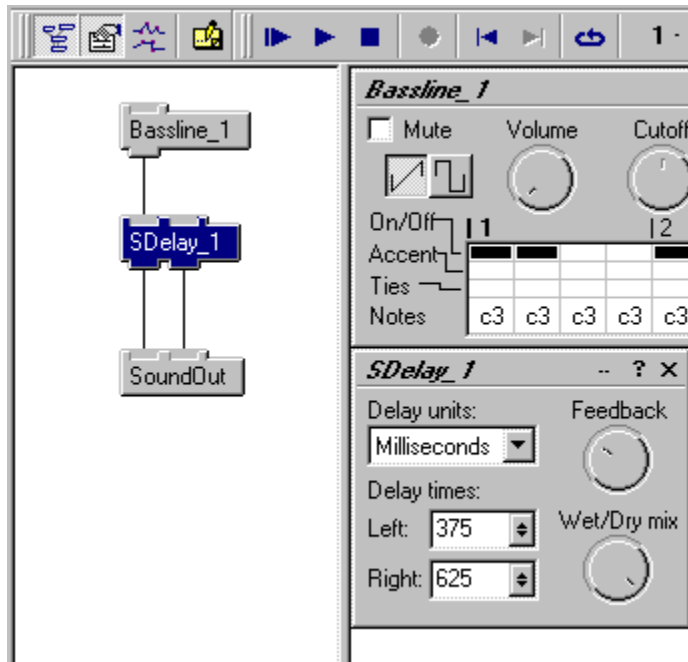 1 ·
Bassline_1
SDelay_1
SoundOut
Bassline_1
Mute Volume Cutoff
On/Off 1 2
Accent
Ties
Notes c3 c3 c3 c3 c3
SDelay_1 -- ? ×
Delay units: Feedback
Milliseconds
Delay times:
Left: 375 Wet/Dry mix
Right: 625